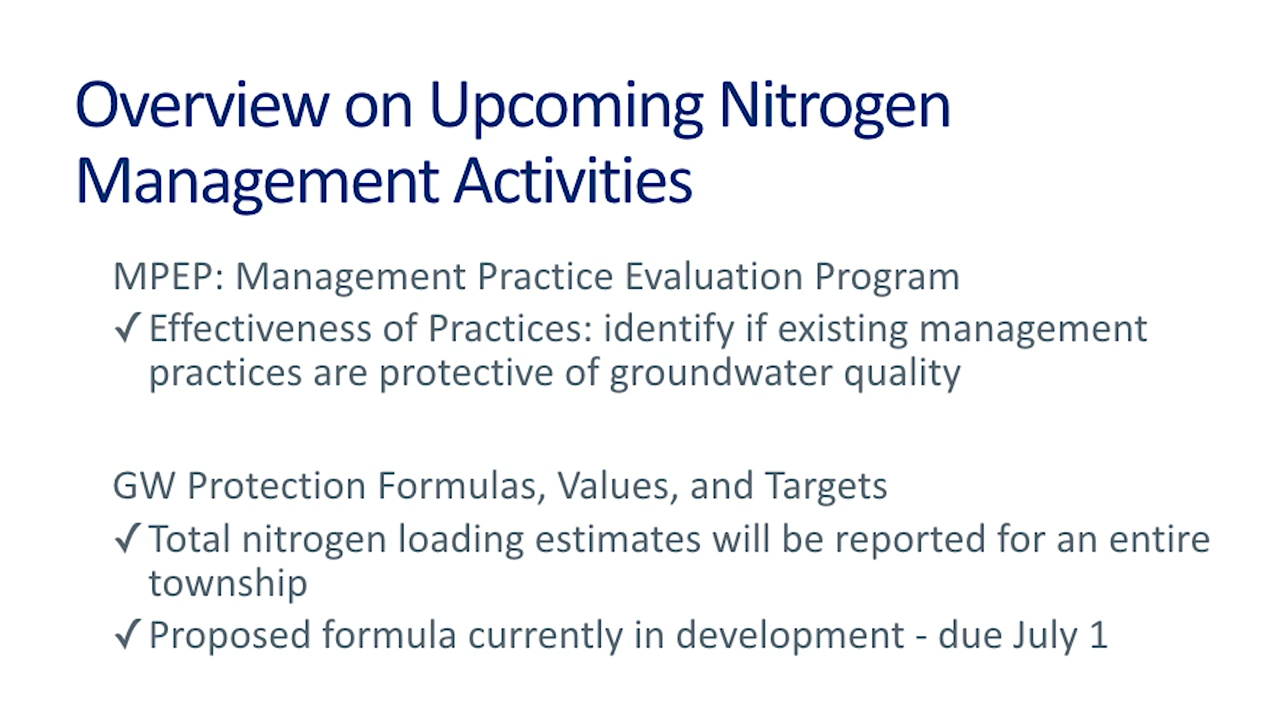 Overview on Upcoming Nitrogen
Management Activities
MPEP: Management Practice Evaluation Program
✓ Effectiveness of Practices: identify if existing management
practices are protective of groundwater quality
GW Protection Formulas, Values, and Targets
✓ Total nitrogen loading estimates will be reported for an entire
township
✓ Proposed formula currently in development - due July 1